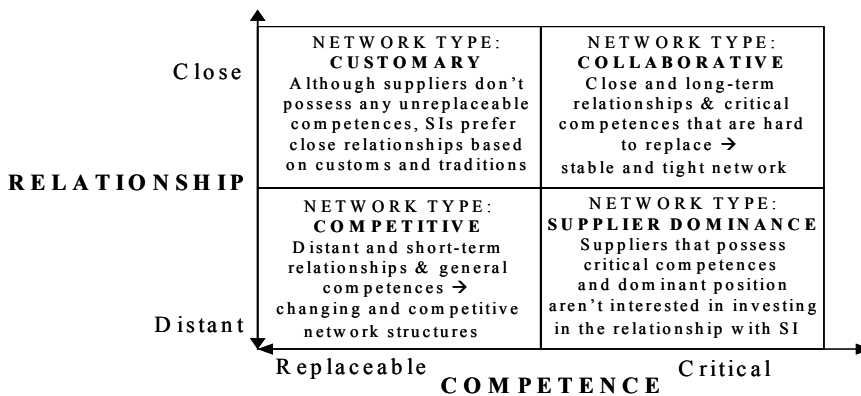 NETWORK TYPE:
CUSTOMARY
Although suppliers don't
possess any unreplaceable
competences, SIs prefer
close relationships based
on customs and traditions
NETWORK TYPE:
COLLABORATIVE
Close and long-term
relationships & critical
competences that are hard
to replace →
stable and tight network
Close
RELATIONSHIP
NETWORK TYPE:
COMPETITIVE
Distant and short-term
relationships & general
competences →
changing and competitive
network structures
NETWORK TYPE:
SUPPLIER DOMINANCE
Suppliers that possess
critical competences
and dominant position
aren't interested in investing
in the relationship with SI
Distant
Replaceable
Critical
COMPETENCE